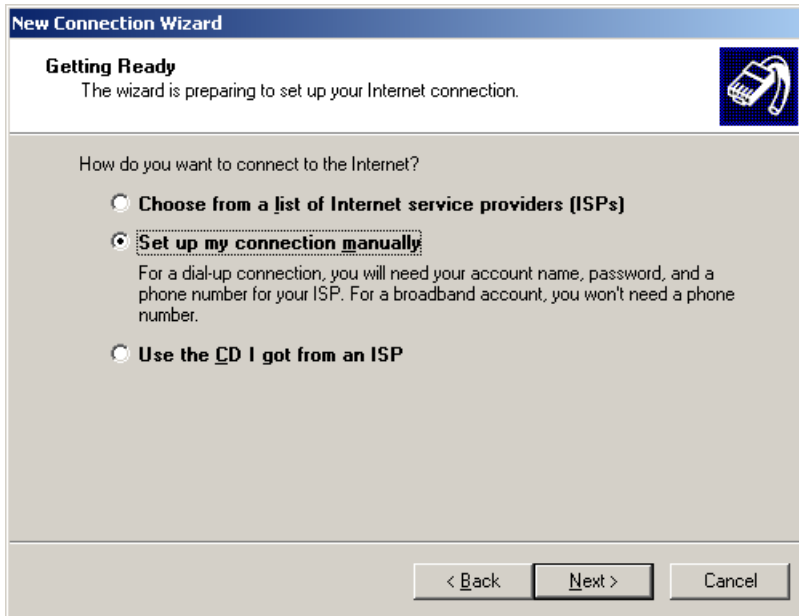 New Connection Wizard
Getting Ready
The wizard is preparing to set up your Internet connection.
How do you want to connect to the Internet?
Choose from a list of Internet service providers (ISPs)
Set up my connection manually
For a dial-up connection, you will need your account name, password, and a
phone number for your ISP. For a broadband account, you won't need a phone
number.
Use the CD I got from an ISP
< Back Next > Cancel